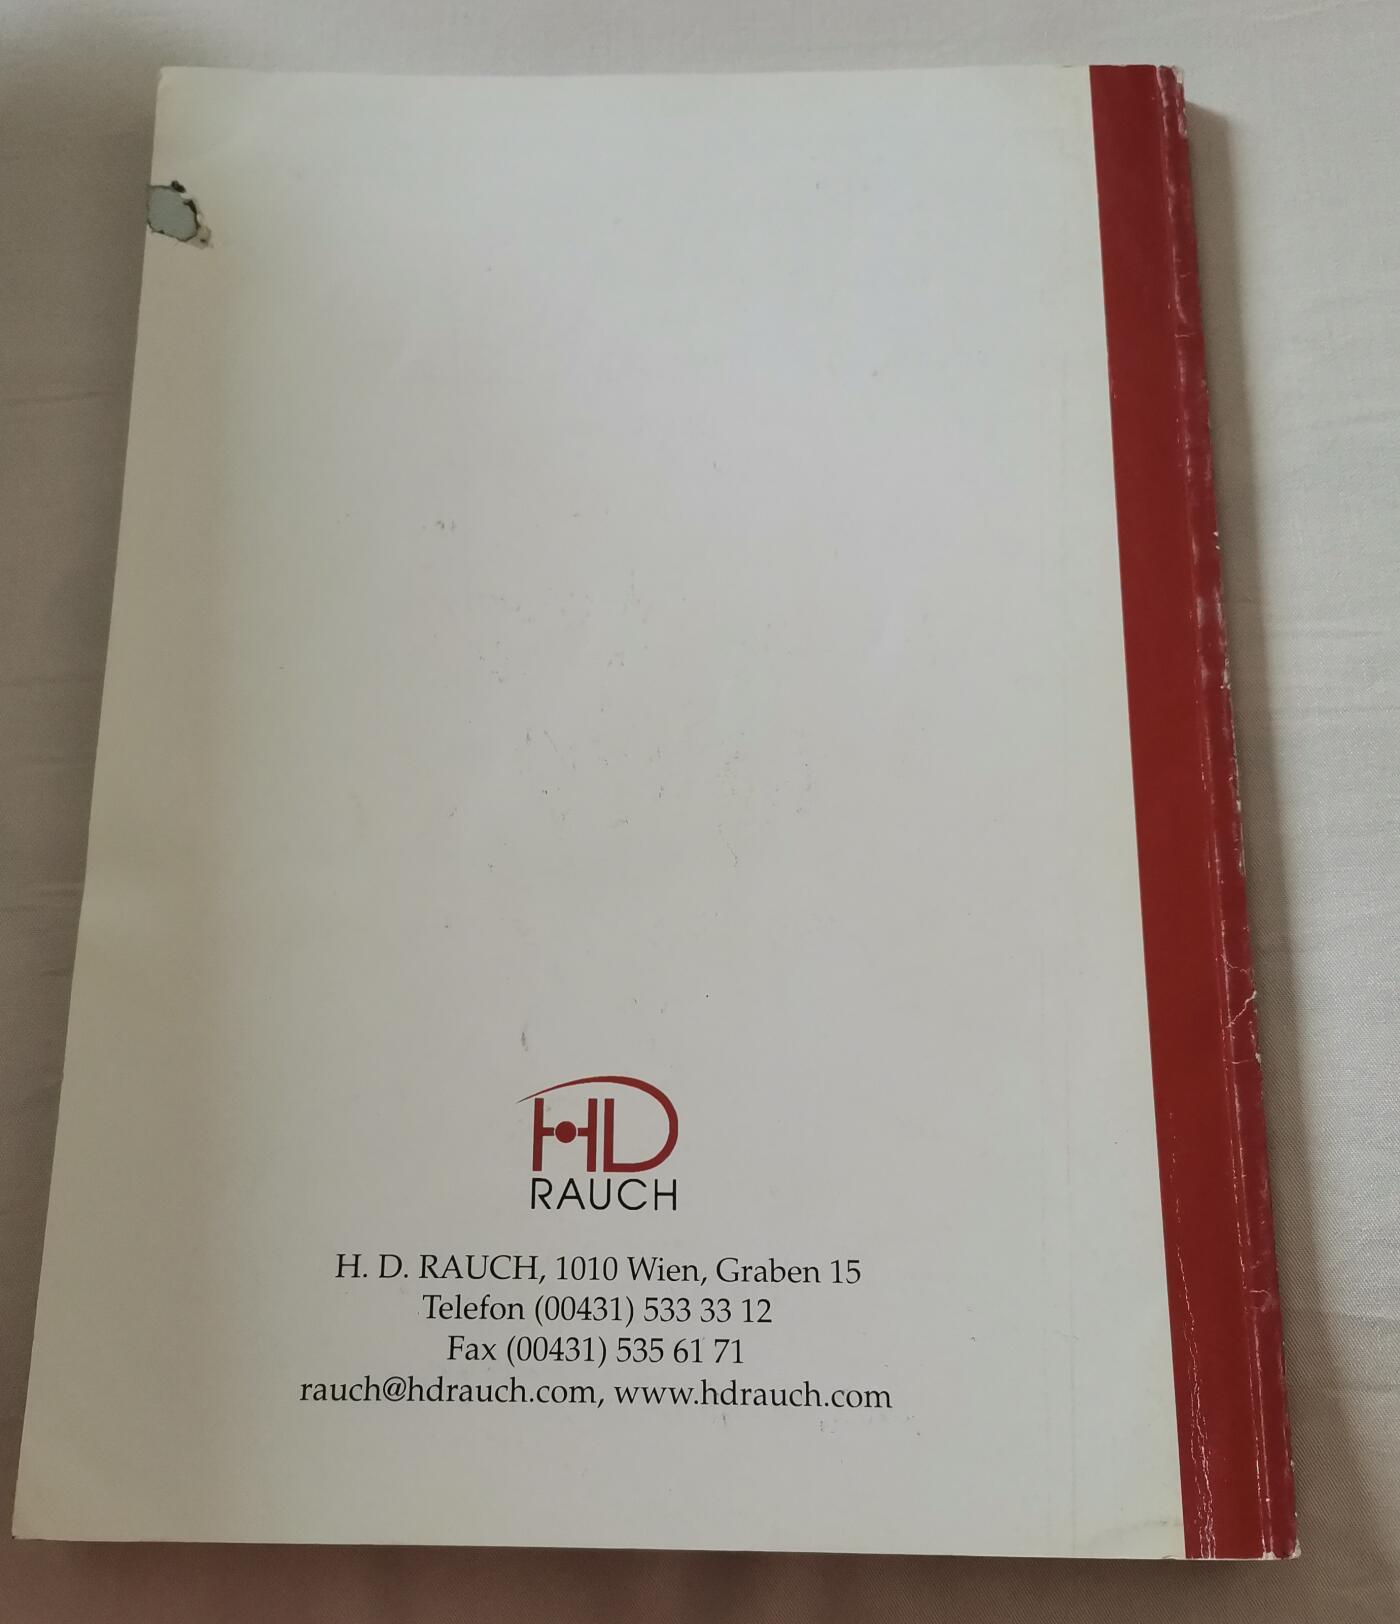 HD
RAUCH
H. D. RAUCH, 1010 Wien, Graben 15
Telefon (00431) 533 33 12
Fax (00431) 535 61 71
rauch@hdrauch.com, www.hdrauch.com